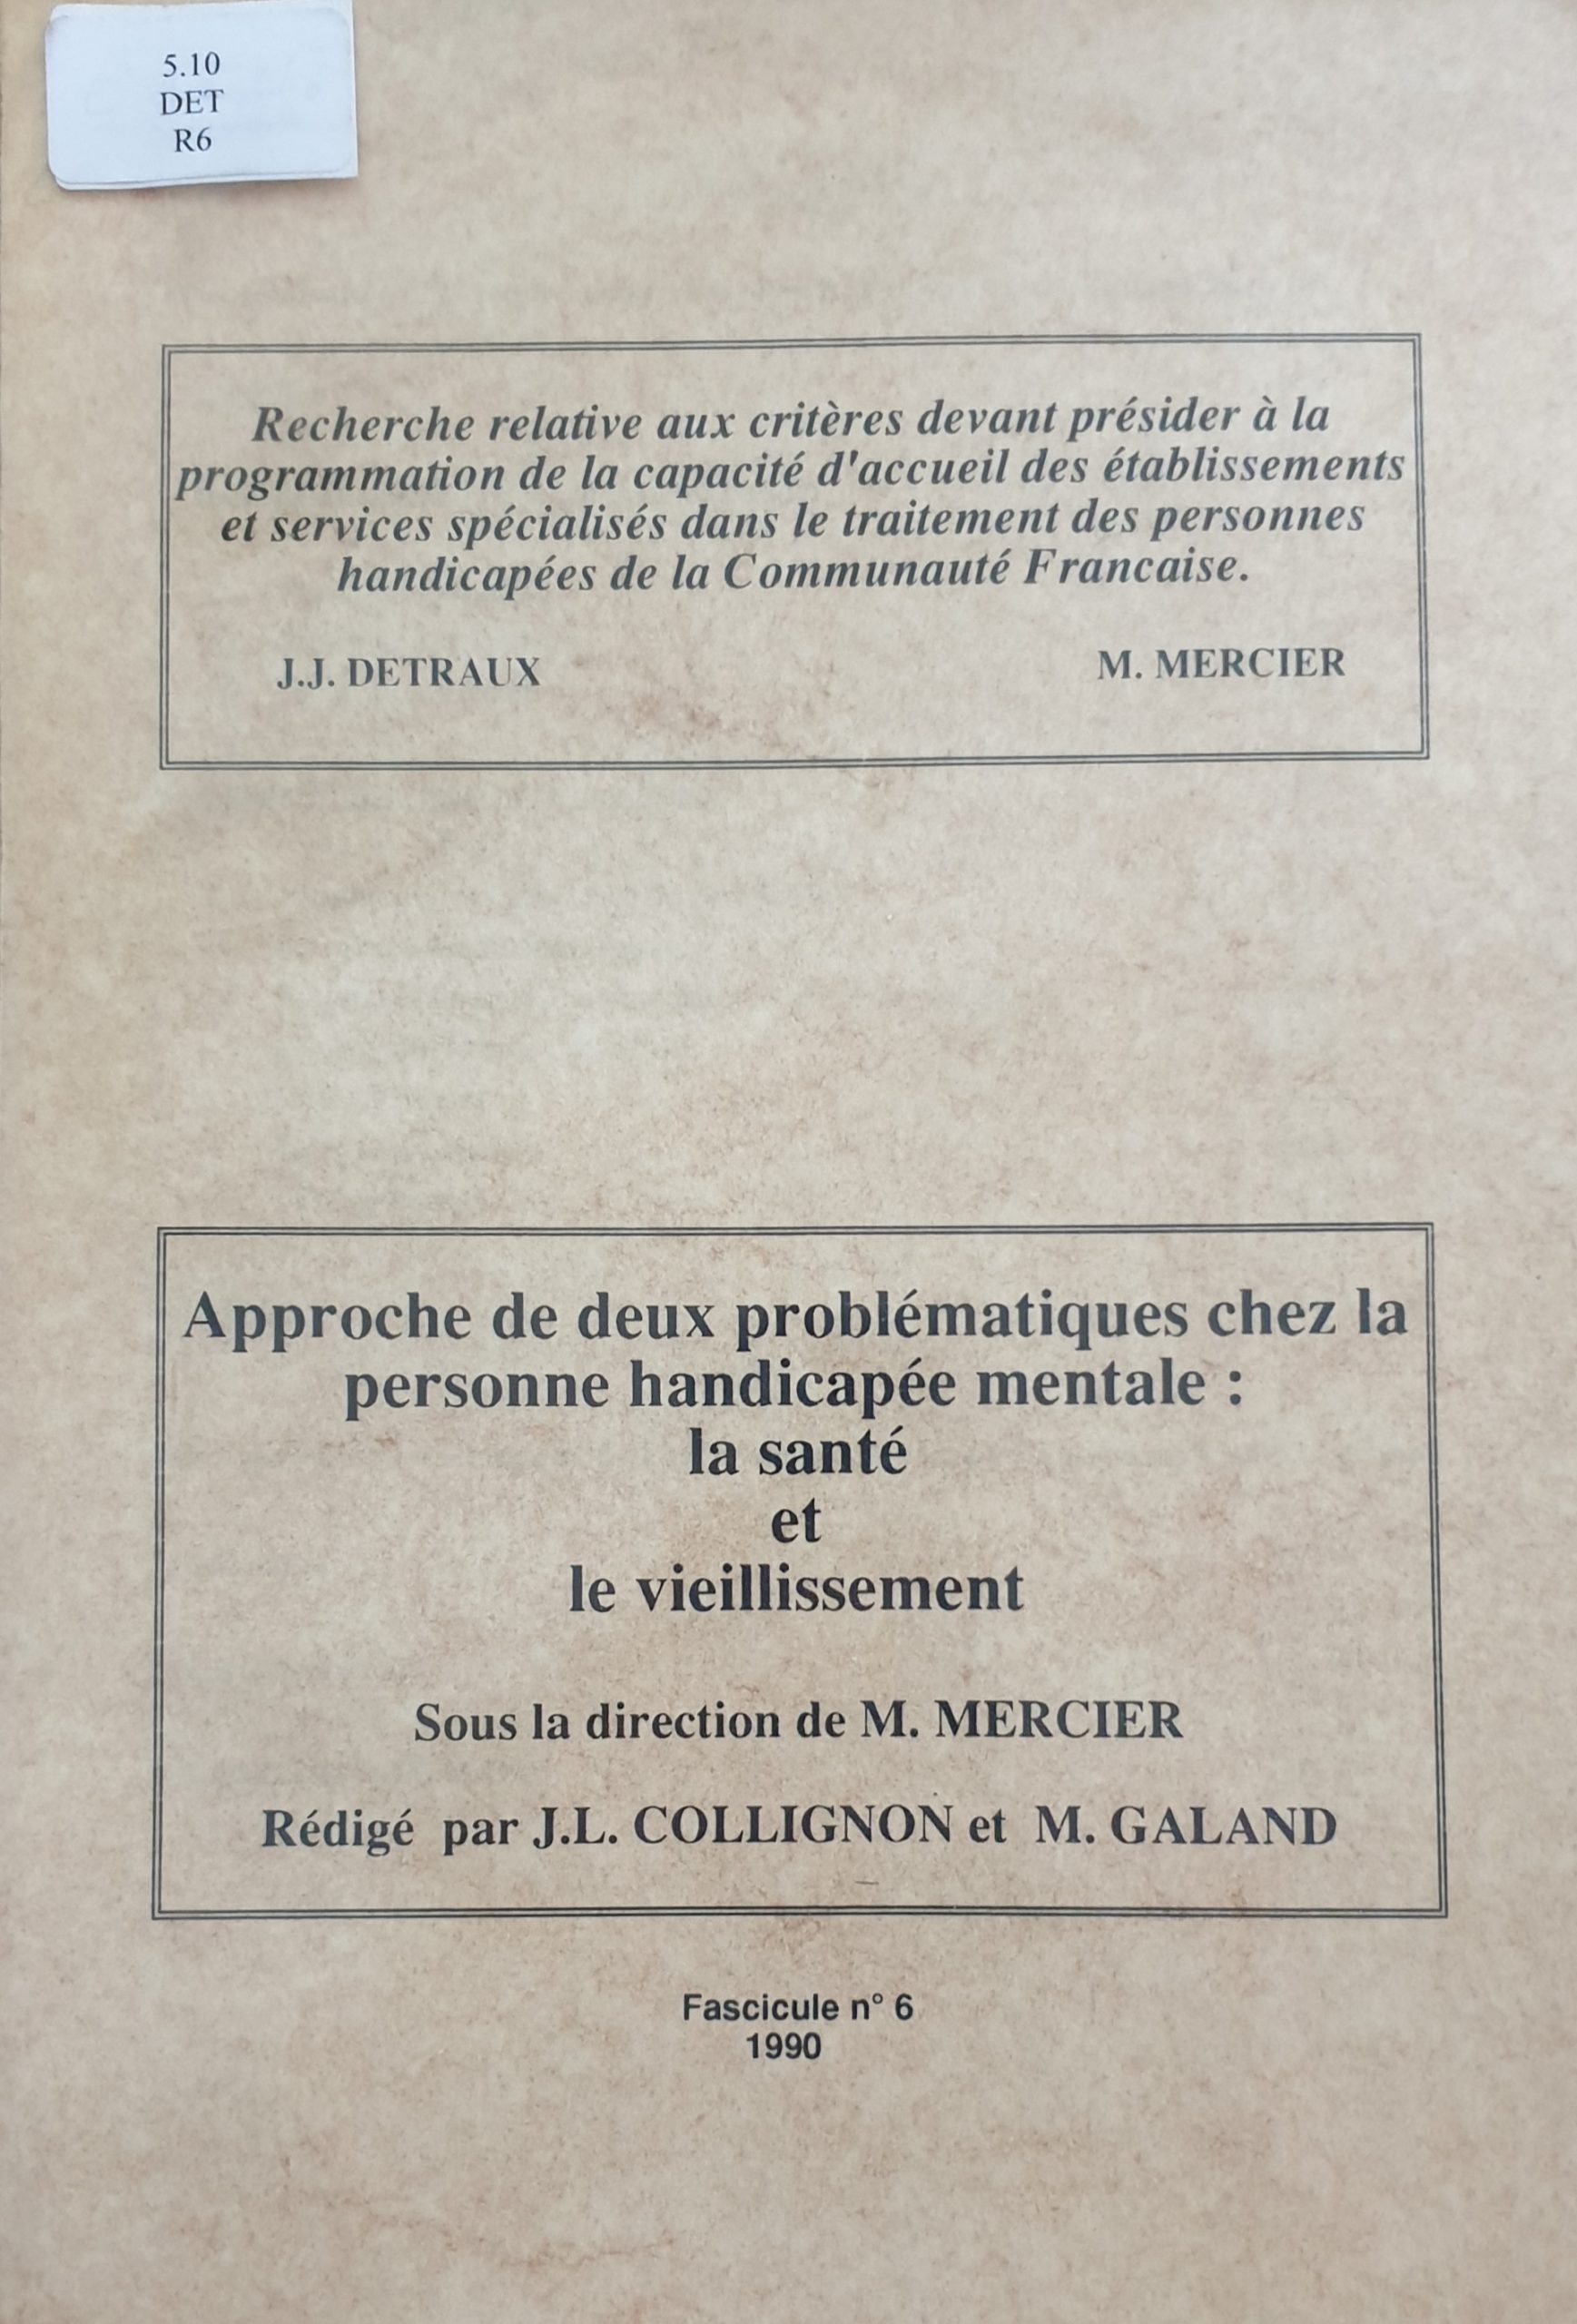 5.10
DET
R6
Recherche relative aux critères devant présider à la
programmation de la capacité d'accueil des établissements
et services spécialisés dans le traitement des personnes
handicapées de la Communauté Francaise.
J.J. DETRAUX M. MERCIER
Approche de deux problématiques chez la
personne handicapée mentale :
la santé
et
le vieillissement
Sous la direction de M. MERCIER
Rédigé par J.L. COLLIGNON et M. GALAND
Fascicule n° 6
1990